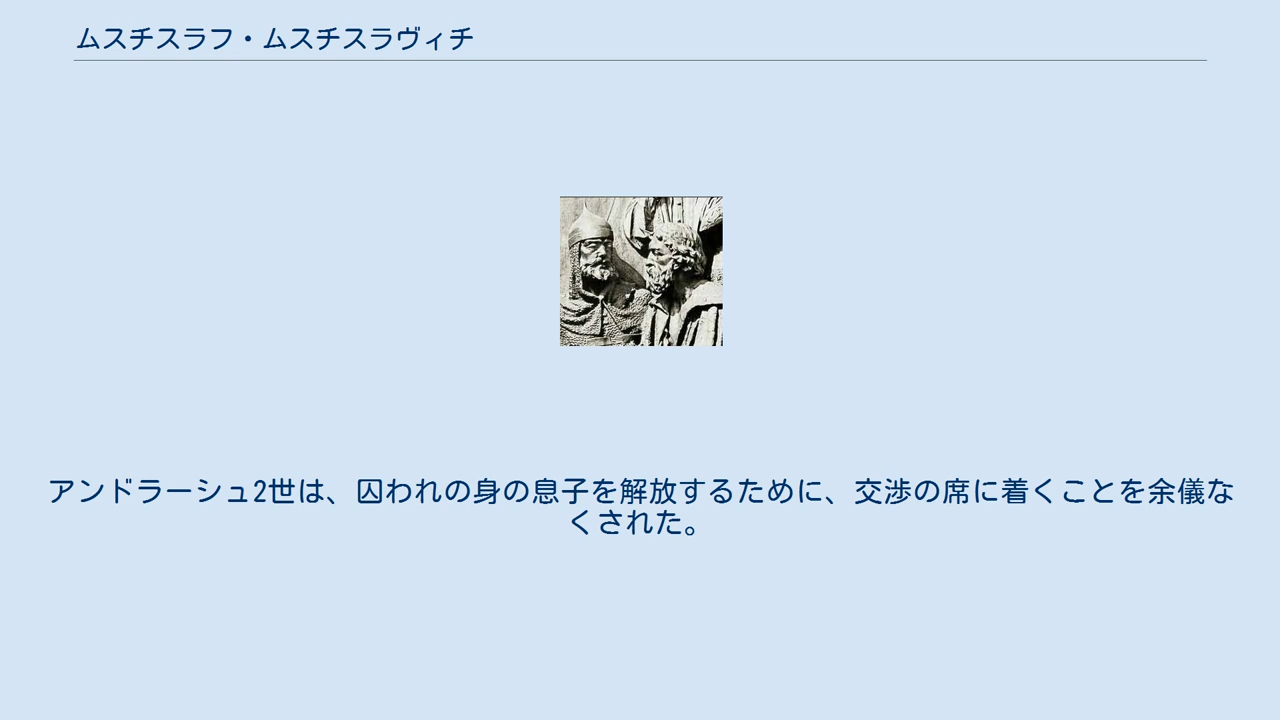 ムスチスラフ・ムスチスラヴィチ
アンドラーシュ2世は、囚われの身の息子を解放するために、交渉の席に着くことを余儀な
くされた。